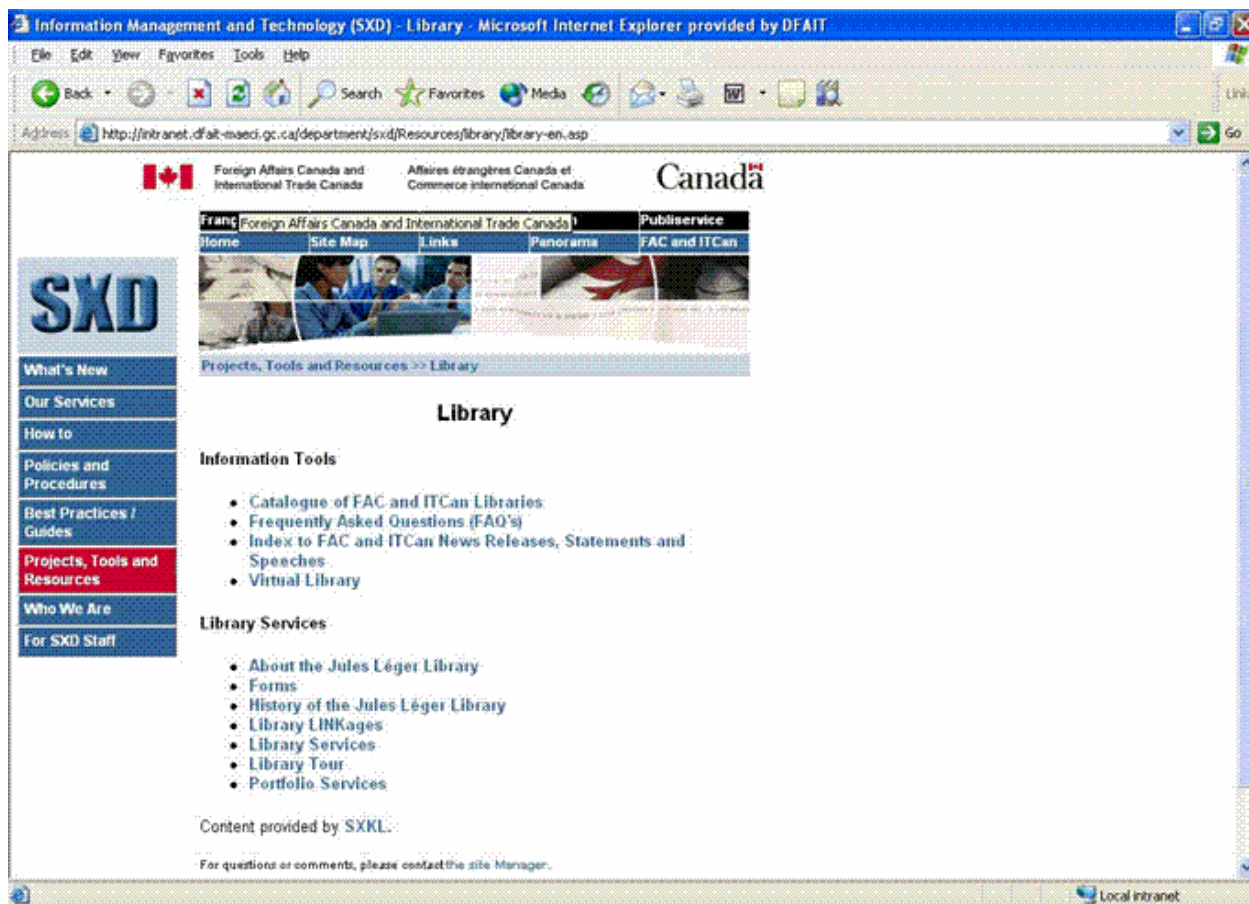 Information Management and Technology (SXD) - Library - Microsoft Internet Explorer provided by DFAIT
File Edit View Favorites Tools Help
Back Search Favorites Media
Address http://intranet.dfait-maeci.gc.ca/department/sxd/Resources/library/library-en.asp Go
Foreign Affairs Canada and
International Trade Canada
Affaires étrangères Canada et
Commerce international Canada
Canada
Franç Foreign Affairs Canada and International Trade Canada Publiservice
Home Site Map Links Panorama FAC and ITCan
SXD
What's New
Our Services
How to
Policies and
Procedures
Best Practices /
Guides
Projects, Tools and
Resources
Who We Are
For SXD Staff
Projects, Tools and Resources >> Library
Library
Information Tools
Catalogue of FAC and ITCan Libraries
Frequently Asked Questions (FAQ's)
Index to FAC and ITCan News Releases, Statements and
Speeches
Virtual Library
Library Services
About the Jules Léger Library
Forms
History of the Jules Léger Library
Library LINKages
Library Services
Library Tour
Portfolio Services
Content provided by SXKL.
For questions or comments, please contact the site Manager.
Local intranet